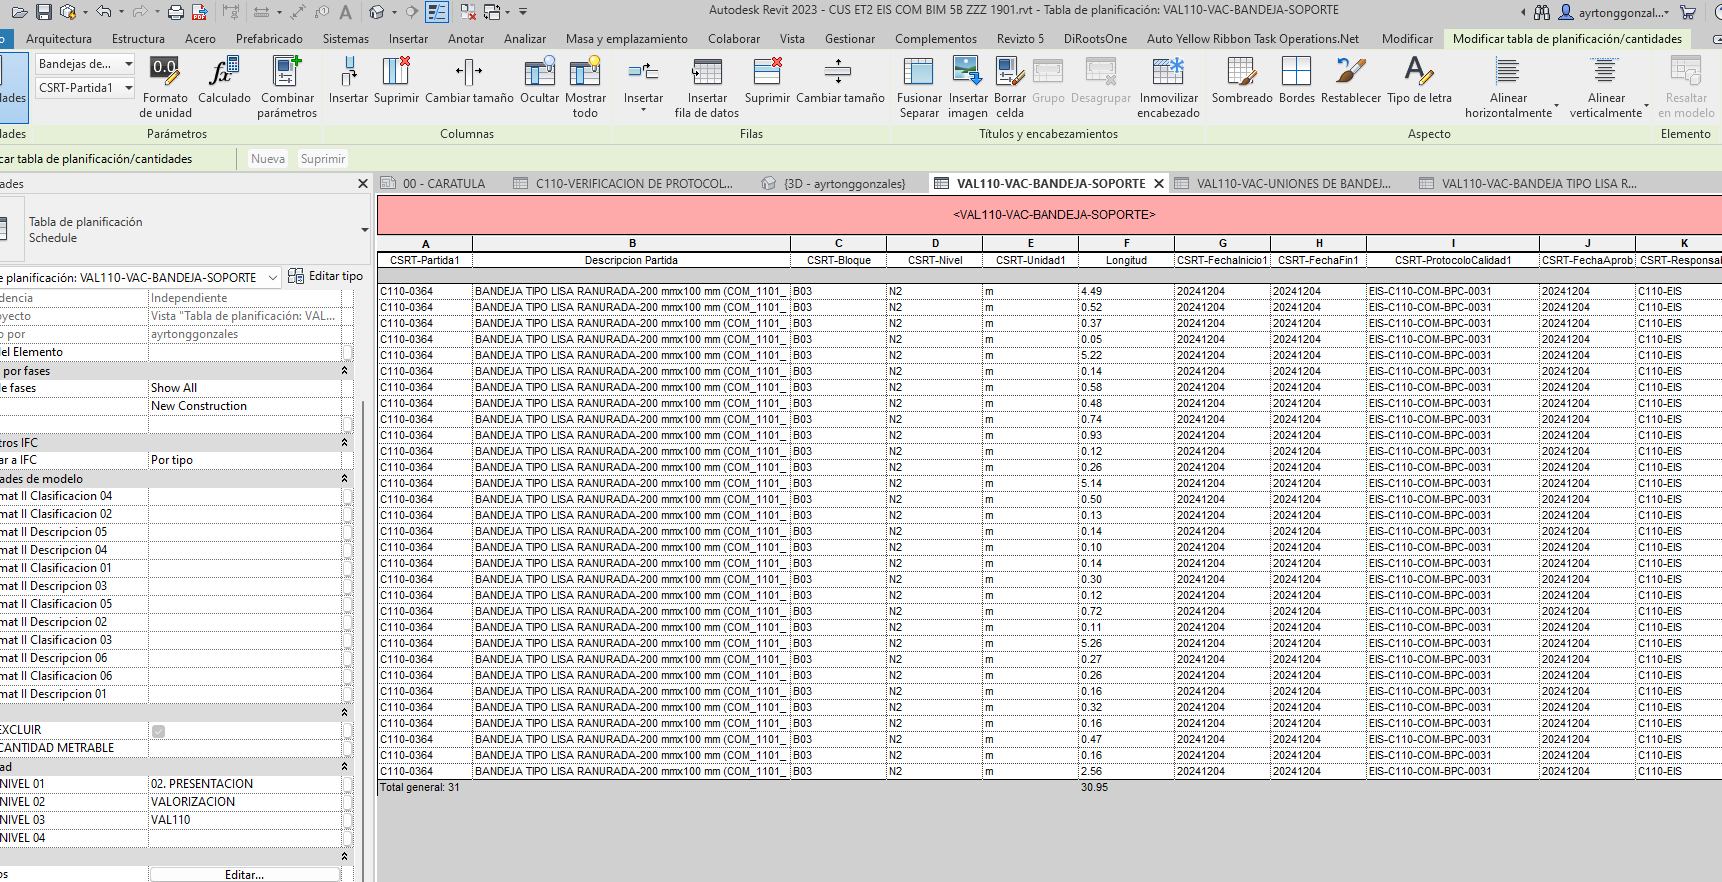 Autodesk Revit 2023 - CUS ET2 EIS COM BIM 5B ZZZ 1901.rvt - Tabla de planificación: VAL110-VAC-BANDEJA-SOPORTE
ayrtonggonzal...
Arquitectura Estructura Acero Prefabricado Sistemas Insertar Anotar Analizar Masa y emplazamiento Colaborar Vista Gestionar Complementos Revizto 5 DiRootsOne Auto Yellow Ribbon Task Operations.Net Modificar Modificar tabla de planificación/cantidades
Bandejas de...
CSRT-Partida1
dades
Formato de unidad
Calculado
Combinar parámetros
Insertar Suprimir Cambiar tamaño Ocultar Mostrar todo
Insertar
Insertar fila de datos
Suprimir Cambiar tamaño
Fusionar Separar
Insertar imagen
Borrar celda
Grupo Desagrupar
Inmovilizar encabezado
Sombreado Bordes Restablecer Tipo de letra
Alinear horizontalmente
Alinear verticalmente
Resaltar en modelo
dades Parámetros Columnas Filas Títulos y encabezamientos Aspecto Elemento
car tabla de planificación/cantidades Nueva Suprimir
ades
00 - CARATULA C110-VERIFICACION DE PROTOCOL... {3D - ayrtonggonzales} VAL110-VAC-BANDEJA-SOPORTE VAL110-VAC-UNIONES DE BANDEJ... VAL110-VAC-BANDEJA TIPO LISA R...
Tabla de planificación
Schedule
e planificación: VAL110-VAC-BANDEJA-SOPORTE Editar tipo
dencia Independiente
oyecto Vista "Tabla de planificación: VAL...
o por ayrtonggonzales
del Elemento
por fases
de fases Show All
New Construction
tros IFC
ar a IFC Por tipo
ades de modelo
mat II Clasificacion 04
mat II Clasificacion 02
mat II Descripcion 05
mat II Descripcion 04
mat II Clasificacion 01
mat II Descripcion 03
mat II Clasificacion 05
mat II Descripcion 02
mat II Clasificacion 03
mat II Descripcion 06
mat II Clasificacion 06
mat II Descripcion 01
EXCLUIR
CANTIDAD METRABLE
ad
NIVEL 01 02. PRESENTACION
NIVEL 02 VALORIZACION
NIVEL 03 VAL110
NIVEL 04
os Editar...
<VAL110-VAC-BANDEJA-SOPORTE>
A B C D E F G H I J K
CSRT-Partida1 Descripcion Partida CSRT-Bloque CSRT-Nivel CSRT-Unidad1 Longitud CSRT-FechaInicio1 CSRT-FechaFin1 CSRT-ProtocoloCalidad1 CSRT-FechaAprob CSRT-Responsal
C110-0364 BANDEJA TIPO LISA RANURADA-200 mmx100 mm (COM_1101_ B03 N2 m 4.49 20241204 20241204 EIS-C110-COM-BPC-0031 20241204 C110-EIS
C110-0364 BANDEJA TIPO LISA RANURADA-200 mmx100 mm (COM_1101_ B03 N2 m 0.52 20241204 20241204 EIS-C110-COM-BPC-0031 20241204 C110-EIS
C110-0364 BANDEJA TIPO LISA RANURADA-200 mmx100 mm (COM_1101_ B03 N2 m 0.37 20241204 20241204 EIS-C110-COM-BPC-0031 20241204 C110-EIS
C110-0364 BANDEJA TIPO LISA RANURADA-200 mmx100 mm (COM_1101_ B03 N2 m 0.05 20241204 20241204 EIS-C110-COM-BPC-0031 20241204 C110-EIS
C110-0364 BANDEJA TIPO LISA RANURADA-200 mmx100 mm (COM_1101_ B03 N2 m 5.22 20241204 20241204 EIS-C110-COM-BPC-0031 20241204 C110-EIS
C110-0364 BANDEJA TIPO LISA RANURADA-200 mmx100 mm (COM_1101_ B03 N2 m 0.14 20241204 20241204 EIS-C110-COM-BPC-0031 20241204 C110-EIS
C110-0364 BANDEJA TIPO LISA RANURADA-200 mmx100 mm (COM_1101_ B03 N2 m 0.58 20241204 20241204 EIS-C110-COM-BPC-0031 20241204 C110-EIS
C110-0364 BANDEJA TIPO LISA RANURADA-200 mmx100 mm (COM_1101_ B03 N2 m 0.48 20241204 20241204 EIS-C110-COM-BPC-0031 20241204 C110-EIS
C110-0364 BANDEJA TIPO LISA RANURADA-200 mmx100 mm (COM_1101_ B03 N2 m 0.74 20241204 20241204 EIS-C110-COM-BPC-0031 20241204 C110-EIS
C110-0364 BANDEJA TIPO LISA RANURADA-200 mmx100 mm (COM_1101_ B03 N2 m 0.93 20241204 20241204 EIS-C110-COM-BPC-0031 20241204 C110-EIS
C110-0364 BANDEJA TIPO LISA RANURADA-200 mmx100 mm (COM_1101_ B03 N2 m 0.12 20241204 20241204 EIS-C110-COM-BPC-0031 20241204 C110-EIS
C110-0364 BANDEJA TIPO LISA RANURADA-200 mmx100 mm (COM_1101_ B03 N2 m 0.26 20241204 20241204 EIS-C110-COM-BPC-0031 20241204 C110-EIS
C110-0364 BANDEJA TIPO LISA RANURADA-200 mmx100 mm (COM_1101_ B03 N2 m 5.14 20241204 20241204 EIS-C110-COM-BPC-0031 20241204 C110-EIS
C110-0364 BANDEJA TIPO LISA RANURADA-200 mmx100 mm (COM_1101_ B03 N2 m 0.50 20241204 20241204 EIS-C110-COM-BPC-0031 20241204 C110-EIS
C110-0364 BANDEJA TIPO LISA RANURADA-200 mmx100 mm (COM_1101_ B03 N2 m 0.13 20241204 20241204 EIS-C110-COM-BPC-0031 20241204 C110-EIS
C110-0364 BANDEJA TIPO LISA RANURADA-200 mmx100 mm (COM_1101_ B03 N2 m 0.14 20241204 20241204 EIS-C110-COM-BPC-0031 20241204 C110-EIS
C110-0364 BANDEJA TIPO LISA RANURADA-200 mmx100 mm (COM_1101_ B03 N2 m 0.10 20241204 20241204 EIS-C110-COM-BPC-0031 20241204 C110-EIS
C110-0364 BANDEJA TIPO LISA RANURADA-200 mmx100 mm (COM_1101_ B03 N2 m 0.14 20241204 20241204 EIS-C110-COM-BPC-0031 20241204 C110-EIS
C110-0364 BANDEJA TIPO LISA RANURADA-200 mmx100 mm (COM_1101_ B03 N2 m 0.30 20241204 20241204 EIS-C110-COM-BPC-0031 20241204 C110-EIS
C110-0364 BANDEJA TIPO LISA RANURADA-200 mmx100 mm (COM_1101_ B03 N2 m 0.12 20241204 20241204 EIS-C110-COM-BPC-0031 20241204 C110-EIS
C110-0364 BANDEJA TIPO LISA RANURADA-200 mmx100 mm (COM_1101_ B03 N2 m 0.72 20241204 20241204 EIS-C110-COM-BPC-0031 20241204 C110-EIS
C110-0364 BANDEJA TIPO LISA RANURADA-200 mmx100 mm (COM_1101_ B03 N2 m 0.11 20241204 20241204 EIS-C110-COM-BPC-0031 20241204 C110-EIS
C110-0364 BANDEJA TIPO LISA RANURADA-200 mmx100 mm (COM_1101_ B03 N2 m 5.26 20241204 20241204 EIS-C110-COM-BPC-0031 20241204 C110-EIS
C110-0364 BANDEJA TIPO LISA RANURADA-200 mmx100 mm (COM_1101_ B03 N2 m 0.27 20241204 20241204 EIS-C110-COM-BPC-0031 20241204 C110-EIS
C110-0364 BANDEJA TIPO LISA RANURADA-200 mmx100 mm (COM_1101_ B03 N2 m 0.26 20241204 20241204 EIS-C110-COM-BPC-0031 20241204 C110-EIS
C110-0364 BANDEJA TIPO LISA RANURADA-200 mmx100 mm (COM_1101_ B03 N2 m 0.16 20241204 20241204 EIS-C110-COM-BPC-0031 20241204 C110-EIS
C110-0364 BANDEJA TIPO LISA RANURADA-200 mmx100 mm (COM_1101_ B03 N2 m 0.32 20241204 20241204 EIS-C110-COM-BPC-0031 20241204 C110-EIS
C110-0364 BANDEJA TIPO LISA RANURADA-200 mmx100 mm (COM_1101_ B03 N2 m 0.16 20241204 20241204 EIS-C110-COM-BPC-0031 20241204 C110-EIS
C110-0364 BANDEJA TIPO LISA RANURADA-200 mmx100 mm (COM_1101_ B03 N2 m 0.47 20241204 20241204 EIS-C110-COM-BPC-0031 20241204 C110-EIS
C110-0364 BANDEJA TIPO LISA RANURADA-200 mmx100 mm (COM_1101_ B03 N2 m 0.16 20241204 20241204 EIS-C110-COM-BPC-0031 20241204 C110-EIS
C110-0364 BANDEJA TIPO LISA RANURADA-200 mmx100 mm (COM_1101_ B03 N2 m 2.56 20241204 20241204 EIS-C110-COM-BPC-0031 20241204 C110-EIS
Total general: 31 30.95